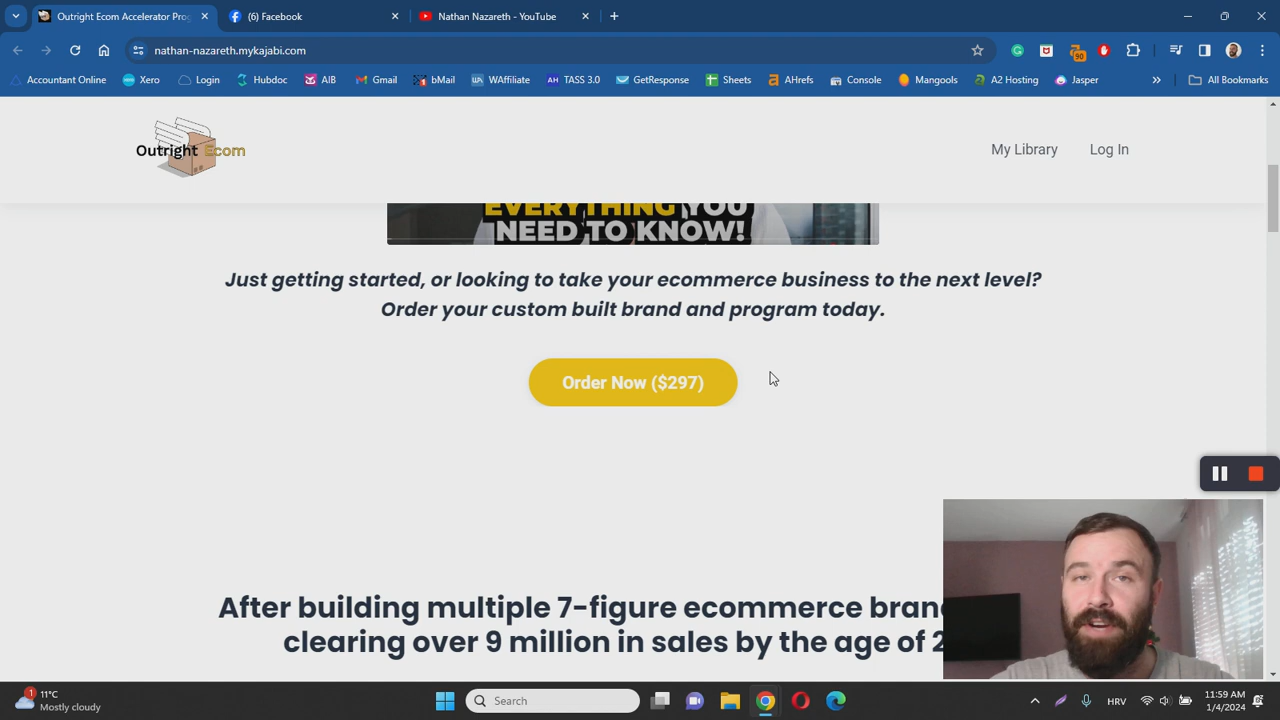 Outright Ecom Accelerator Prog
(6) Facebook
Nathan Nazareth - YouTube
nathan-nazareth.mykajabi.com
90
Accountant Online
Xero
Login
Hubdoc
AIB
Gmail
bMail
WAffiliate
AH TASS 3.0
GetResponse
Sheets
AHrefs
Console
Mangools
A2 Hosting
Jasper
All Bookmarks
Outright Ecom
My Library
Log In
EVERYTHING YOU
NEED TO KNOW!
Just getting started, or looking to take your ecommerce business to the next level?
Order your custom built brand and program today.
Order Now ($297)
After building multiple 7-figure ecommerce bran
clearing over 9 million in sales by the age of 2
1
11°C
Mostly cloudy
Search
HRV
11:59 AM
1/4/2024